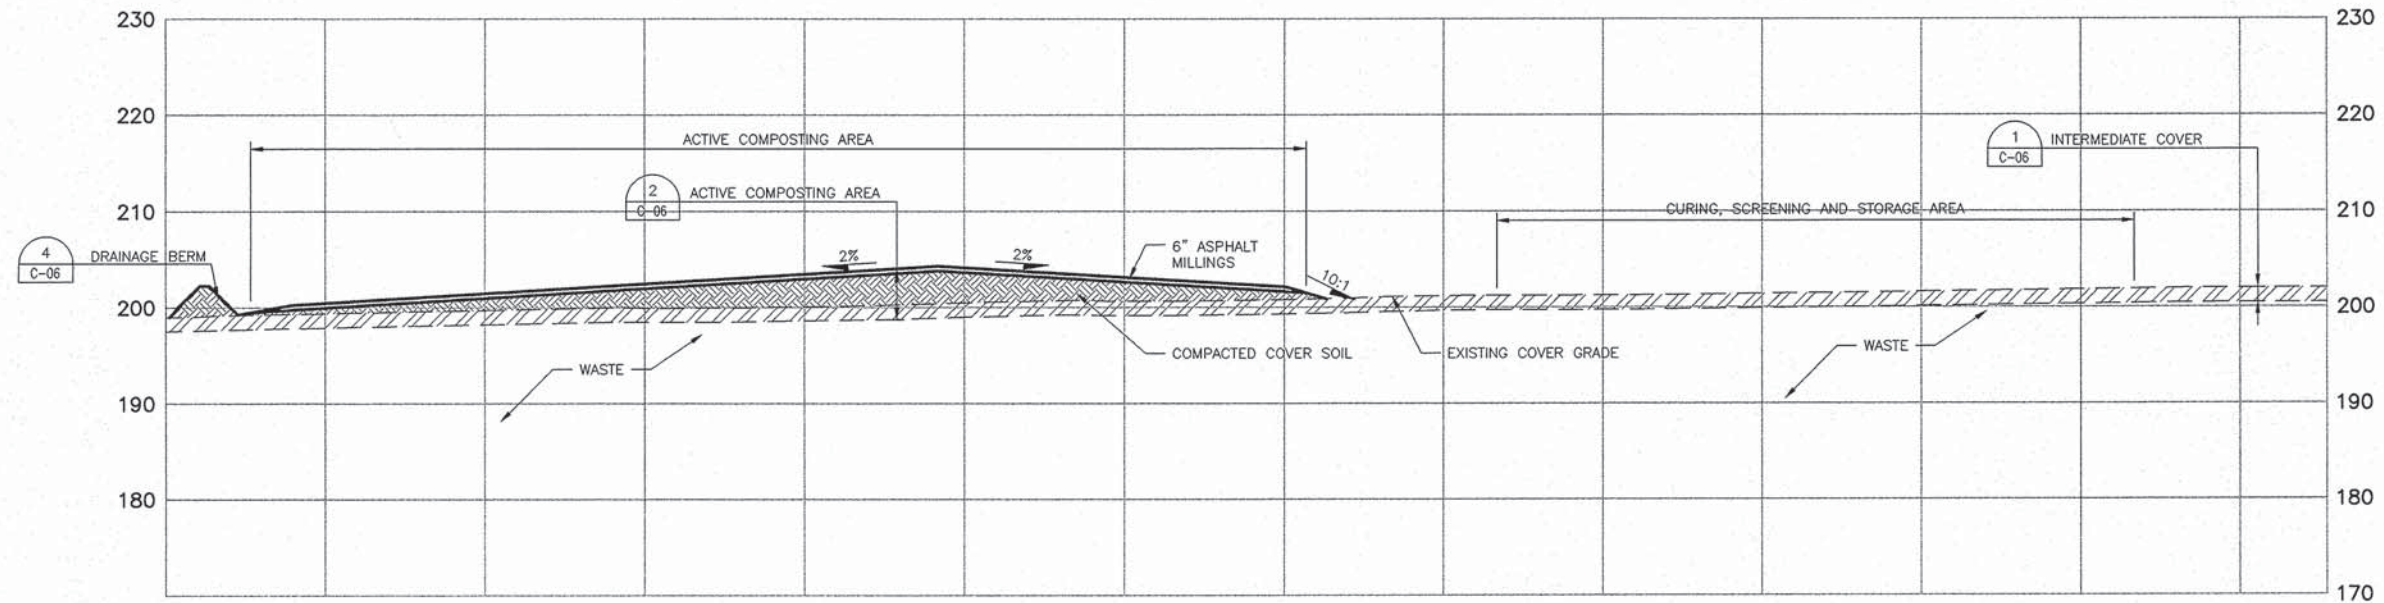 230
230
220
220
ACTIVE COMPOSTING AREA
1
C-06
INTERMEDIATE COVER
2
C-06
ACTIVE COMPOSTING AREA
210
210
CURING, SCREENING AND STORAGE AREA
4
C-06
DRAINAGE BERM
2%
2%
6" ASPHALT
MILLINGS
10:1
200
200
COMPACTED COVER SOIL
EXISTING COVER GRADE
WASTE
WASTE
190
190
180
180
170